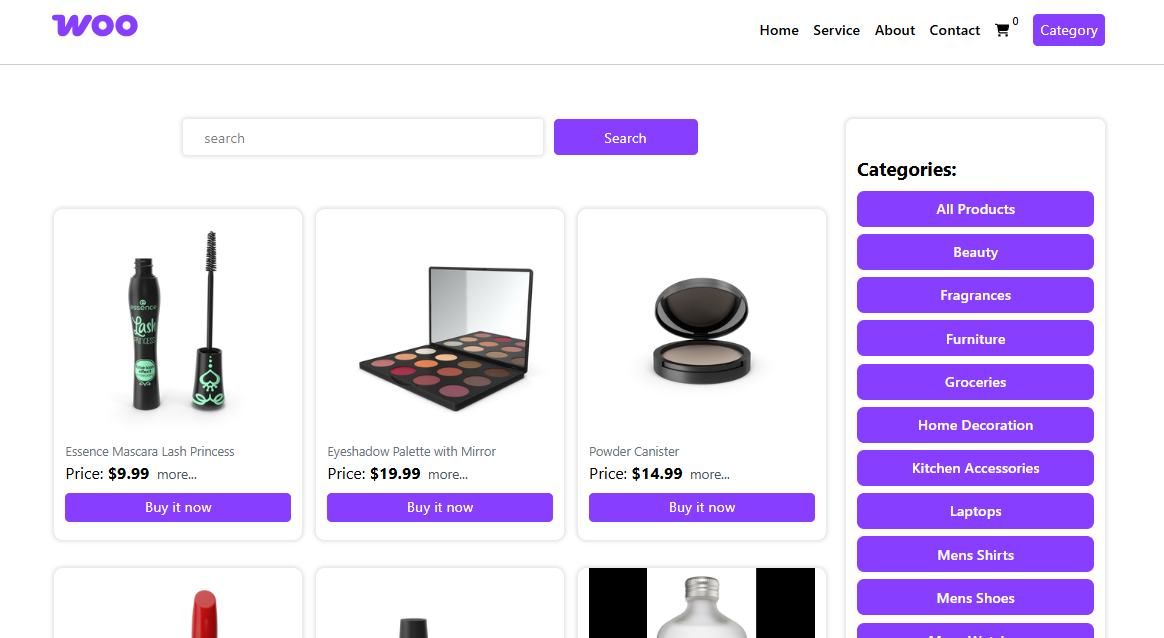 woo
Home Service About Contact 0 Category
search Search
Essence Mascara Lash Princess
Price: $9.99 more...
Buy it now
Eyeshadow Palette with Mirror
Price: $19.99 more...
Buy it now
Powder Canister
Price: $14.99 more...
Buy it now
essence
Lash
PRINCESS
Categories:
All Products
Beauty
Fragrances
Furniture
Groceries
Home Decoration
Kitchen Accessories
Laptops
Mens Shirts
Mens Shoes